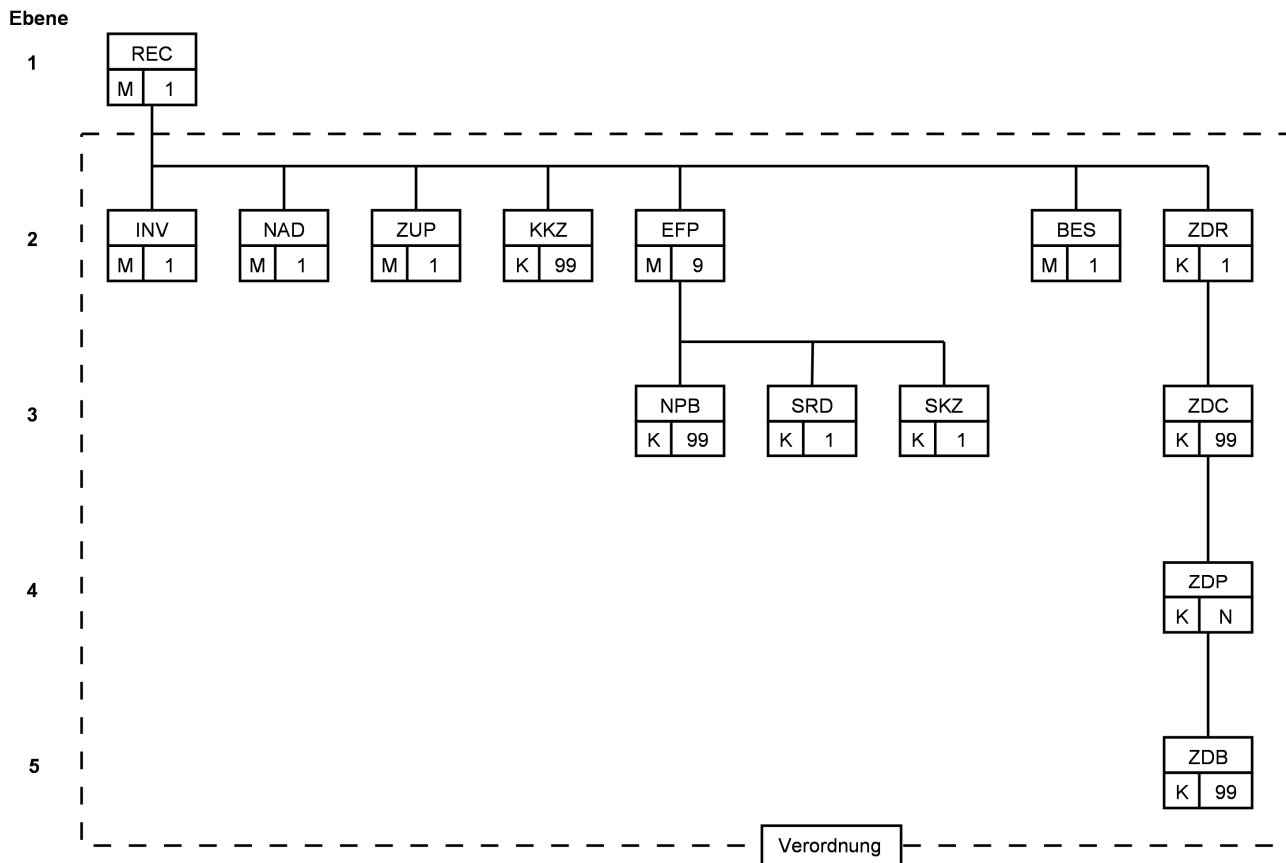 Ebene
1
REC
M 1
2
INV NAD ZUP KKZ EFP BES ZDR
M 1 M 1 M 1 K 99 M 9 M 1 K 1
3
NPB SRD SKZ ZDC
K 99 K 1 K 1 K 99
4
ZDP
K N
5
ZDB
K 99
Verordnung